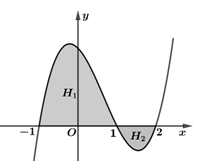 y
H₁
−1 O 1 2 x
H₂